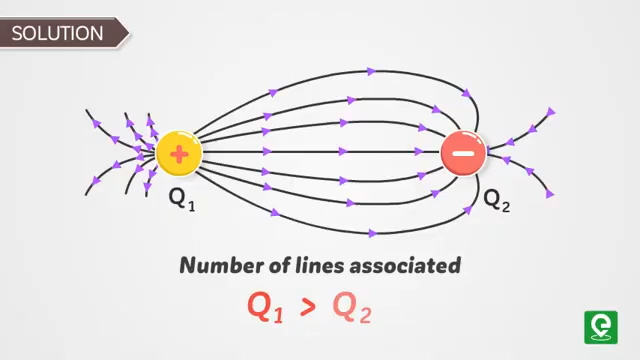 SOLUTION
+
−
Q1
Q2
Number of lines associated
Q1 > Q2